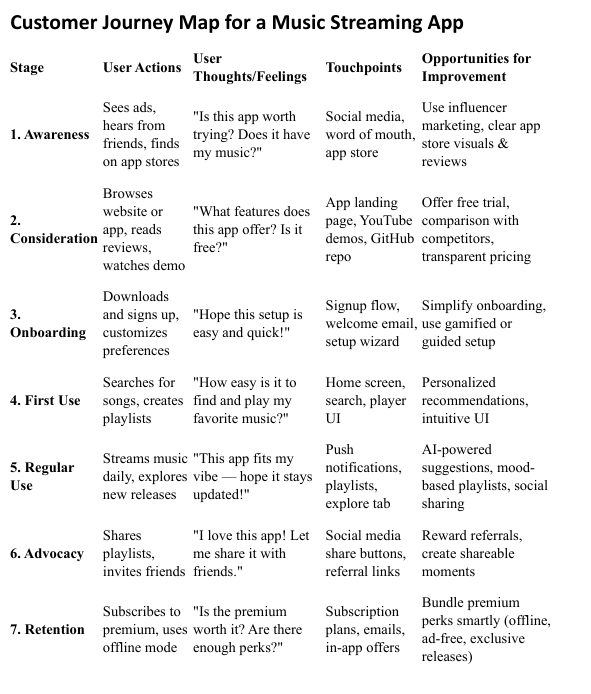 Customer Journey Map for a Music Streaming App
Stage
User Actions
User
Thoughts/Feelings
Touchpoints
Opportunities for
Improvement
1. Awareness
Sees ads,
hears from
friends, finds
on app stores
"Is this app worth
trying? Does it have
my music?"
Social media,
word of mouth,
app store
Use influencer
marketing, clear app
store visuals &
reviews
2.
Consideration
Browses
website or
app, reads
reviews,
watches demo
"What features does
this app offer? Is it
free?"
App landing
page, YouTube
demos, GitHub
repo
Offer free trial,
comparison with
competitors,
transparent pricing
3.
Onboarding
Downloads
and signs up,
customizes
preferences
"Hope this setup is
easy and quick!"
Signup flow,
welcome email,
setup wizard
Simplify onboarding,
use gamified or
guided setup
4. First Use
Searches for
songs, creates
playlists
"How easy is it to
find and play my
favorite music?"
Home screen,
search, player
UI
Personalized
recommendations,
intuitive UI
5. Regular
Use
Streams music
daily, explores
new releases
"This app fits my
vibe — hope it stays
updated!"
Push
notifications,
playlists,
explore tab
AI-powered
suggestions, mood-
based playlists, social
sharing
6. Advocacy
Shares
playlists,
invites friends
"I love this app! Let
me share it with
friends."
Social media
share buttons,
referral links
Reward referrals,
create shareable
moments
7. Retention
Subscribes to
premium, uses
offline mode
"Is the premium
worth it? Are there
enough perks?"
Subscription
plans, emails,
in-app offers
Bundle premium
perks smartly (offline,
ad-free, exclusive
releases)